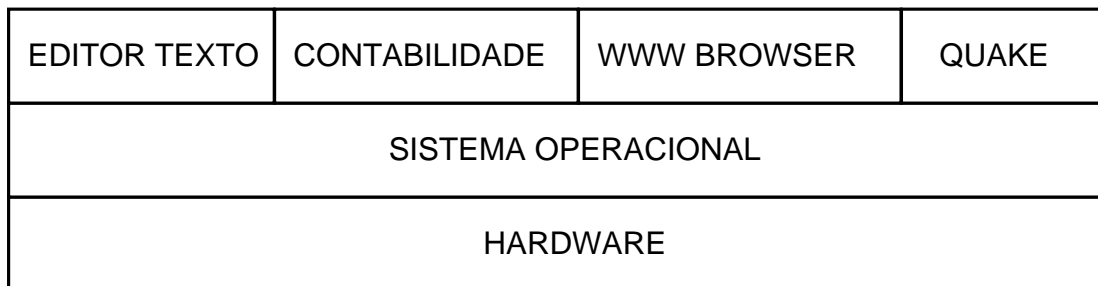 EDITOR TEXTO CONTABILIDADE WWW BROWSER QUAKE
SISTEMA OPERACIONAL
HARDWARE